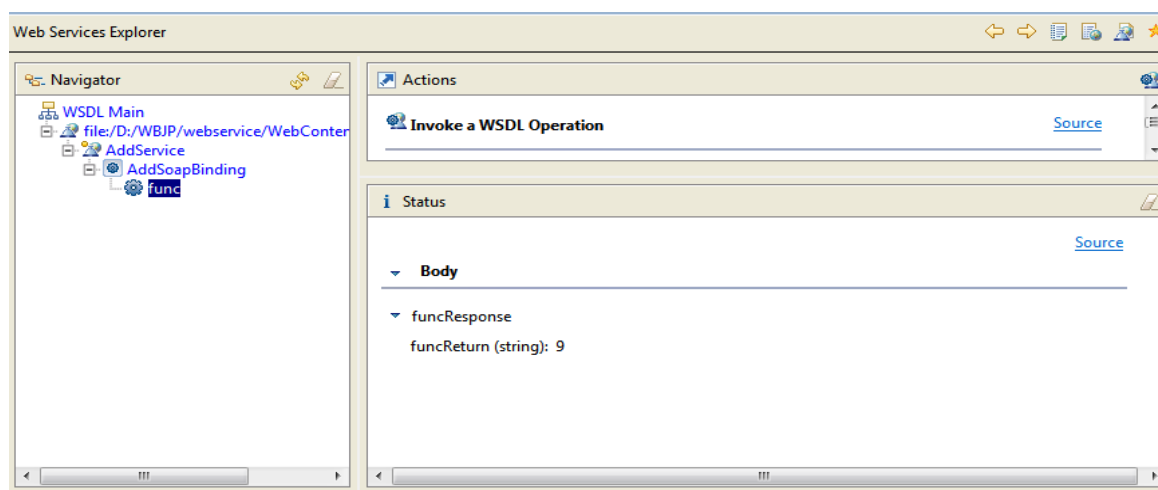 Web Services Explorer
Navigator
WSDL Main
file:/D:/WBJP/webservice/WebConter
AddService
AddSoapBinding
func
Actions
Invoke a WSDL Operation
Source
i Status
Source
Body
funcResponse
funcReturn (string): 9